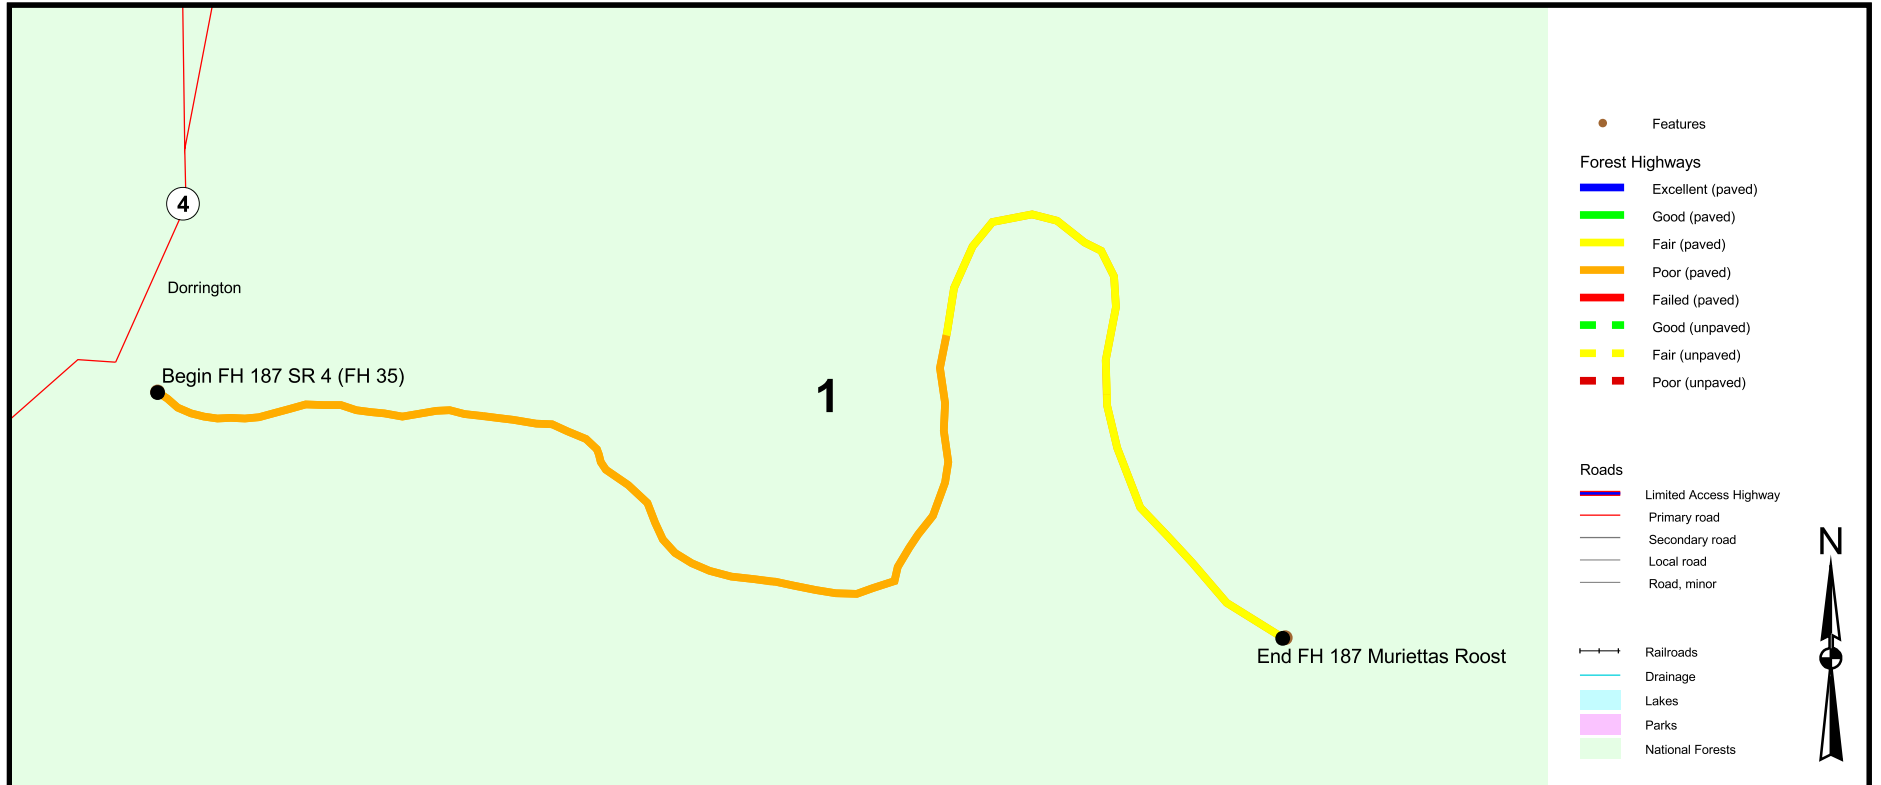 4
Dorrington
Begin FH 187 SR 4 (FH 35)
1
End FH 187 Muriettas Roost
Features
Forest Highways
Excellent (paved)
Good (paved)
Fair (paved)
Poor (paved)
Failed (paved)
Good (unpaved)
Fair (unpaved)
Poor (unpaved)
Roads
Limited Access Highway
Primary road
Secondary road
Local road
Road, minor
N
Railroads
Drainage
Lakes
Parks
National Forests